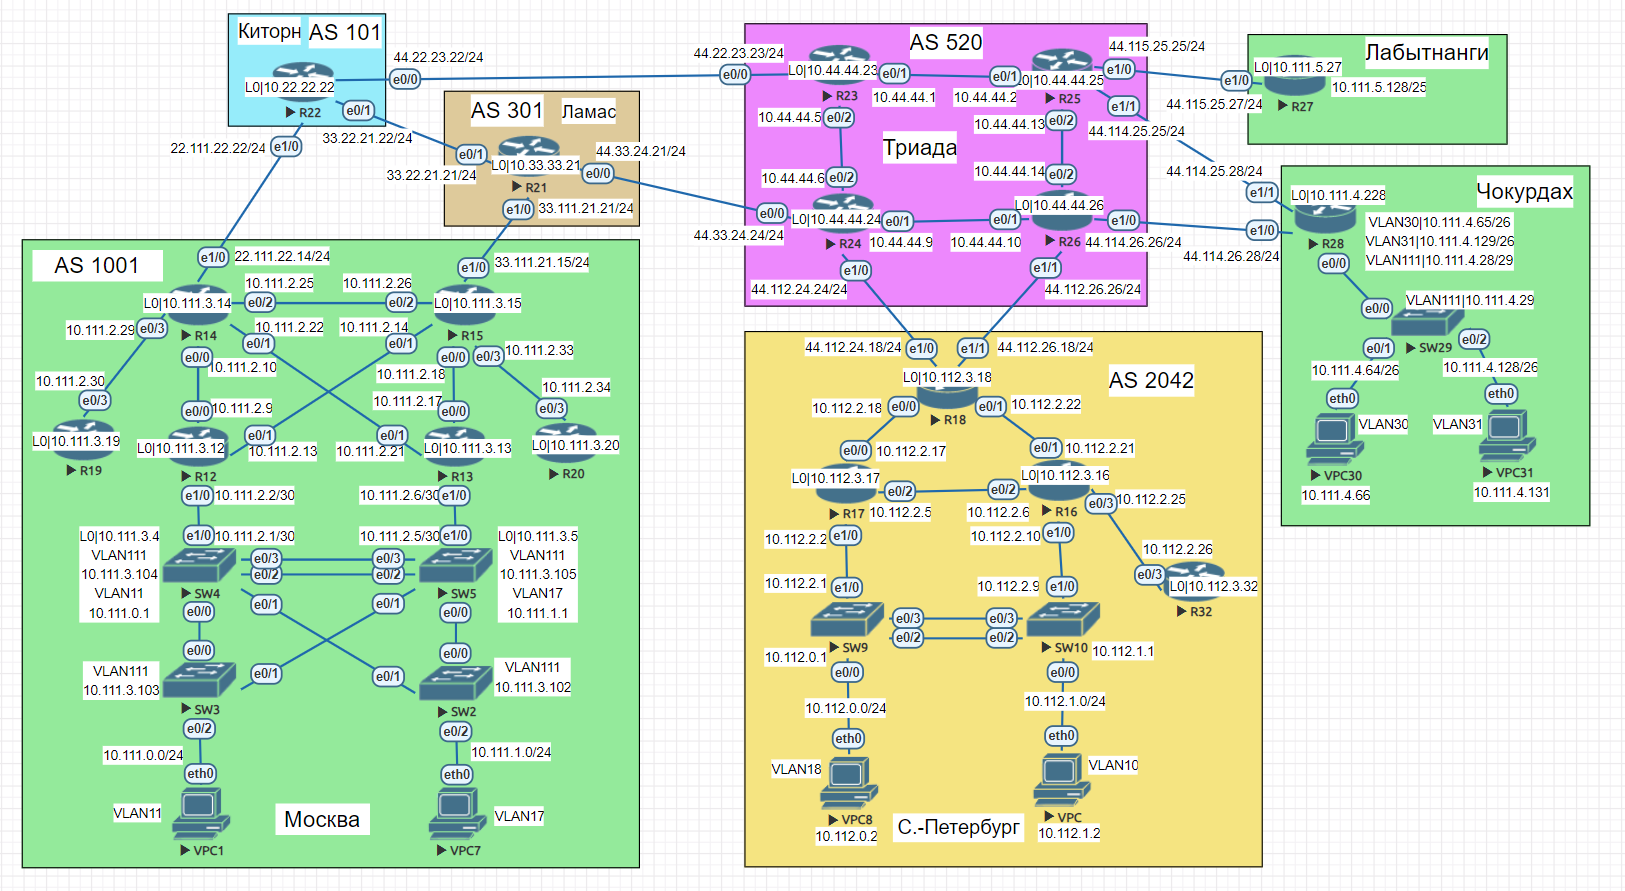 Киторн AS 101
44.22.23.22/24
e0/0
L0|10.22.22.22
R22
e0/1
33.22.21.22/24
22.111.22.22/24
e1/0
AS 301 Ламас
e0/1
33.22.21.21/24
L0|10.33.33.21
R21
44.33.24.21/24
e0/0
e1/0
33.111.21.21/24
AS 520
Триада
44.22.23.23/24
e0/0
L0|10.44.44.23
R23
e0/1
10.44.44.1
10.44.44.5
e0/2
e0/1
10.44.44.2
L0|10.44.44.25
R25
44.115.25.25/24
e1/0
e1/1
44.114.25.25/24
10.44.44.13
e0/2
10.44.44.6
e0/2
10.44.44.14
e0/2
e0/0
44.33.24.24/24
L0|10.44.44.24
R24
e0/1
10.44.44.9
e0/1
10.44.44.10
L0|10.44.44.26
R26
e1/0
44.114.26.26/24
e1/0
44.112.24.24/24
e1/1
44.112.26.26/24
Лабытнанги
e1/0
44.115.25.27/24
L0|10.111.5.27
R27
10.111.5.128/25
Чокурдах
44.114.25.28/24
e1/1
L0|10.111.4.228
R28
e1/0
44.114.26.28/24
VLAN30|10.111.4.65/26
VLAN31|10.111.4.129/26
VLAN111|10.111.4.28/29
e0/0
VLAN111|10.111.4.29
e0/0
SW29
e0/1
e0/2
10.111.4.64/26
10.111.4.128/26
eth0
eth0
VLAN30
VLAN31
VPC30
VPC31
10.111.4.66
10.111.4.131
AS 1001
e1/0
22.111.22.14/24
e1/0
33.111.21.15/24
10.111.2.25
10.111.2.26
L0|10.111.3.14
e0/2
e0/2
L0|10.111.3.15
10.111.2.29
e0/3
R14
10.111.2.22
10.111.2.14
R15
e0/1
e0/1
e0/0
10.111.2.10
e0/0
e0/3
10.111.2.33
10.111.2.18
10.111.2.30
e0/3
10.111.2.34
e0/3
e0/0
10.111.2.9
10.111.2.17
e0/0
L0|10.111.3.19
R19
L0|10.111.3.12
R12
e0/1
10.111.2.13
e0/1
10.111.2.21
L0|10.111.3.13
R13
L0|10.111.3.20
R20
e1/0
10.111.2.2/30
10.111.2.6/30
e1/0
L0|10.111.3.4
VLAN111
10.111.3.104
VLAN11
10.111.0.1
e1/0
10.111.2.1/30
10.111.2.5/30
e1/0
L0|10.111.3.5
VLAN111
10.111.3.105
VLAN17
10.111.1.1
e0/3
e0/3
e0/2
e0/2
SW4
SW5
e0/1
e0/1
e0/0
e0/0
e0/0
e0/0
VLAN111
10.111.3.103
SW3
e0/1
e0/1
VLAN111
10.111.3.102
SW2
e0/2
e0/2
10.111.0.0/24
10.111.1.0/24
eth0
eth0
VLAN11
VLAN17
VPC1
VPC7
Москва
44.112.24.18/24
e1/0
e1/1
44.112.26.18/24
AS 2042
L0|10.112.3.18
R18
10.112.2.18
e0/0
e0/1
10.112.2.22
e0/0
10.112.2.17
e0/1
10.112.2.21
L0|10.112.3.17
R17
e0/2
10.112.2.5
e0/2
10.112.2.6
L0|10.112.3.16
R16
e0/3
10.112.2.25
10.112.2.2
e1/0
10.112.2.10
e1/0
10.112.2.26
e0/3
L0|10.112.3.32
R32
10.112.2.1
e1/0
10.112.2.9
e1/0
e0/3
e0/3
e0/2
e0/2
SW9
SW10
10.112.0.1
10.112.1.1
e0/0
e0/0
10.112.0.0/24
10.112.1.0/24
eth0
eth0
VLAN18
VLAN10
VPC8
VPC
10.112.0.2
10.112.1.2
С.-Петербург